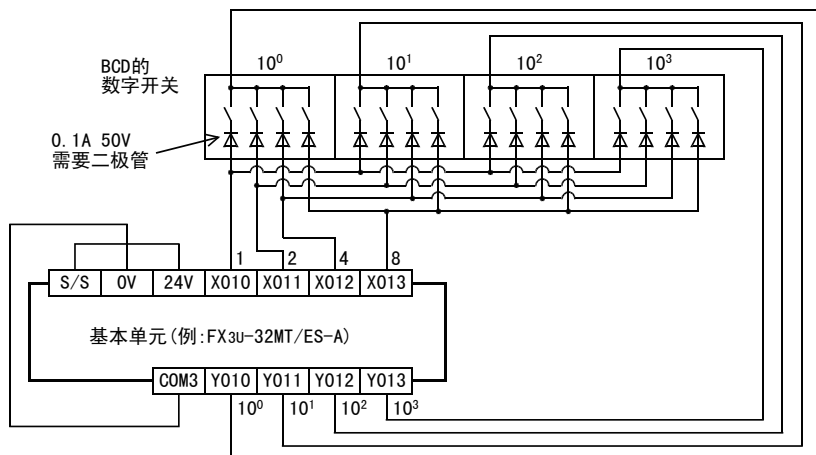 10⁰ 10¹ 10² 10³
BCD的
数字开关
0.1A 50V
需要二极管
1 2 4 8
S/S 0V 24V X010 X011 X012 X013
基本单元(例:FX3U-32MT/ES-A)
COM3 Y010 Y011 Y012 Y013
10⁰ 10¹ 10² 10³